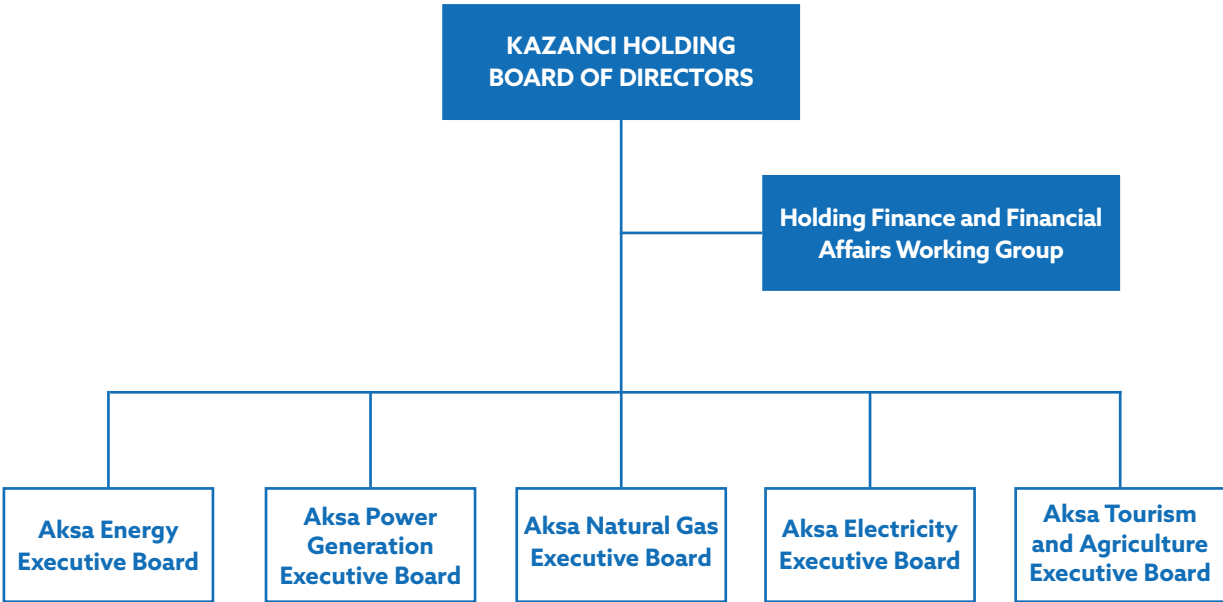 KAZANCI HOLDING
BOARD OF DIRECTORS
Holding Finance and Financial
Affairs Working Group
Aksa Energy
Executive Board
Aksa Power
Generation
Executive Board
Aksa Natural Gas
Executive Board
Aksa Electricity
Executive Board
Aksa Tourism
and Agriculture
Executive Board